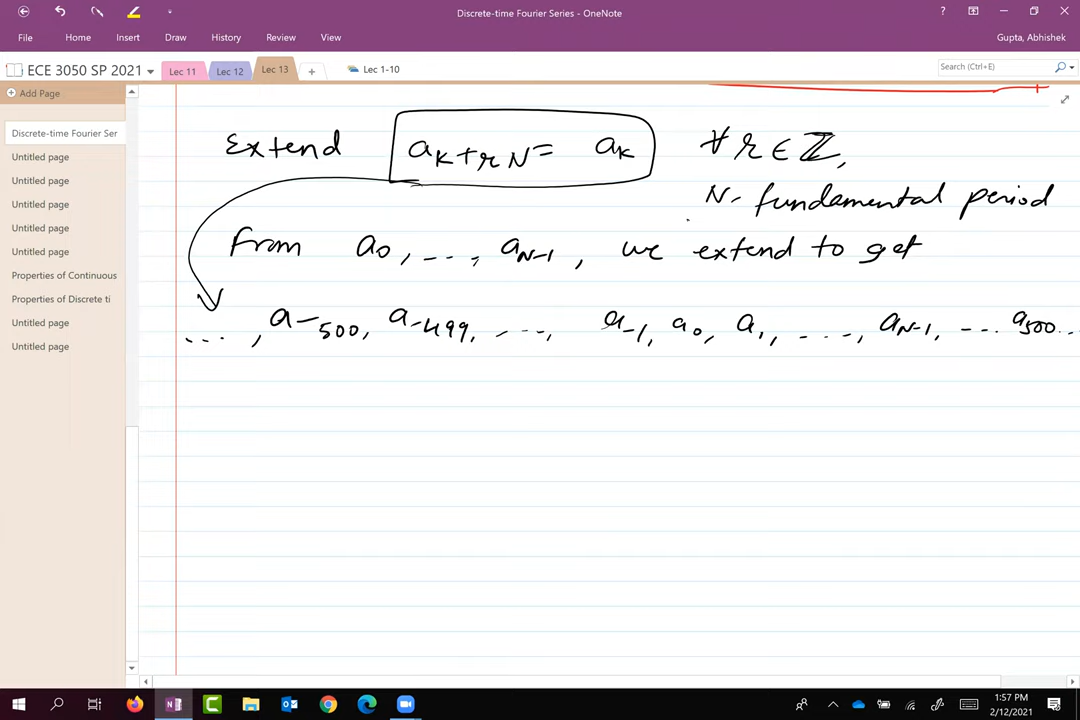 Discrete-time Fourier Series - OneNote
File Home Insert Draw History Review View
Gupta, Abhishek
ECE 3050 SP 2021
Lec 11 Lec 12 Lec 13
Lec 1-10
Search (Ctrl+E)
Add Page
Discrete-time Fourier Ser
Untitled page
Untitled page
Untitled page
Untitled page
Untitled page
Properties of Continuous
Properties of Discrete ti
Untitled page
Untitled page
Extend a_{k+rN} = a_k ∀ r ∈ ℤ,
N - fundamental period
From a_0, ..., a_{N-1}, we extend to get
..., a_{-500}, a_{-499}, ..., a_{-1}, a_0, a_1, ..., a_{N-1}, ... a_{500} ...
1:57 PM
2/12/2021